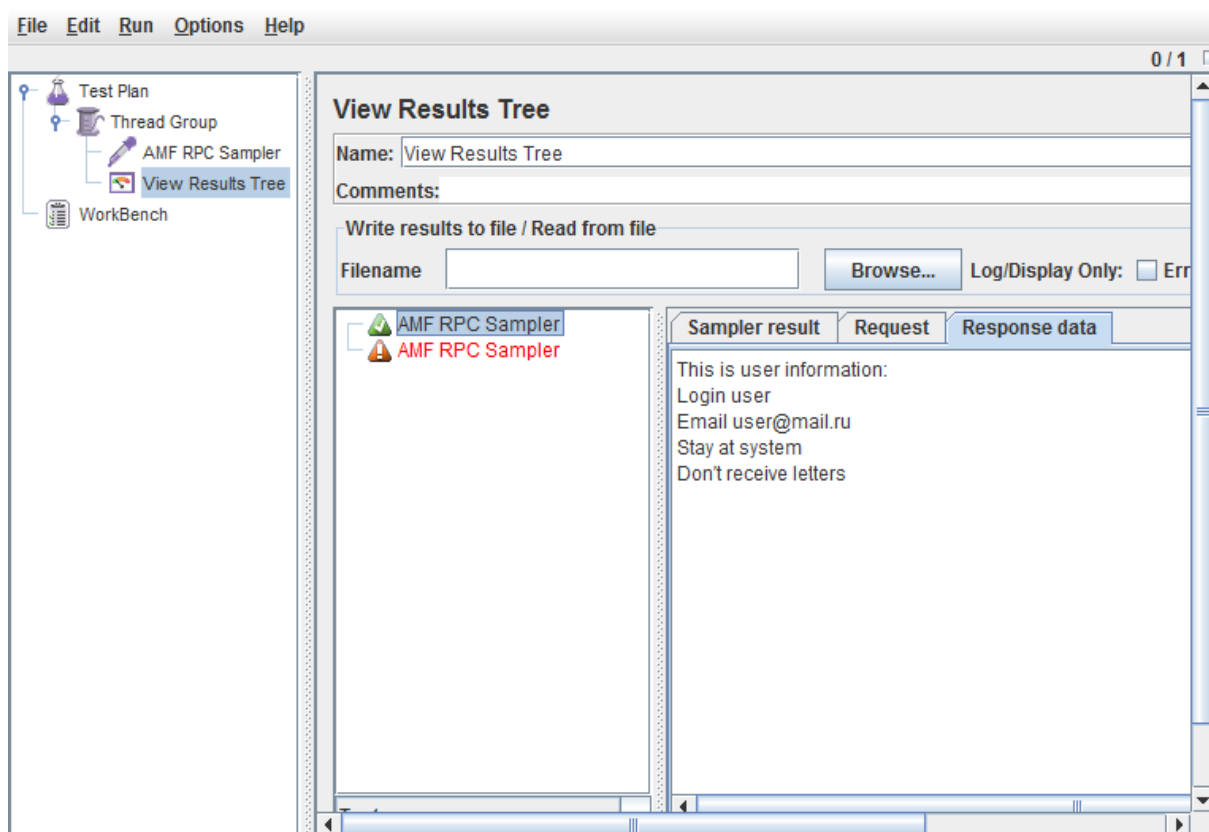 File Edit Run Options Help
0 / 1
Test Plan
Thread Group
AMF RPC Sampler
View Results Tree
WorkBench
View Results Tree
Name: View Results Tree
Comments:
Write results to file / Read from file
Filename Browse... Log/Display Only: Err
AMF RPC Sampler
AMF RPC Sampler
Sampler result Request Response data
This is user information:
Login user
Email user@mail.ru
Stay at system
Don't receive letters